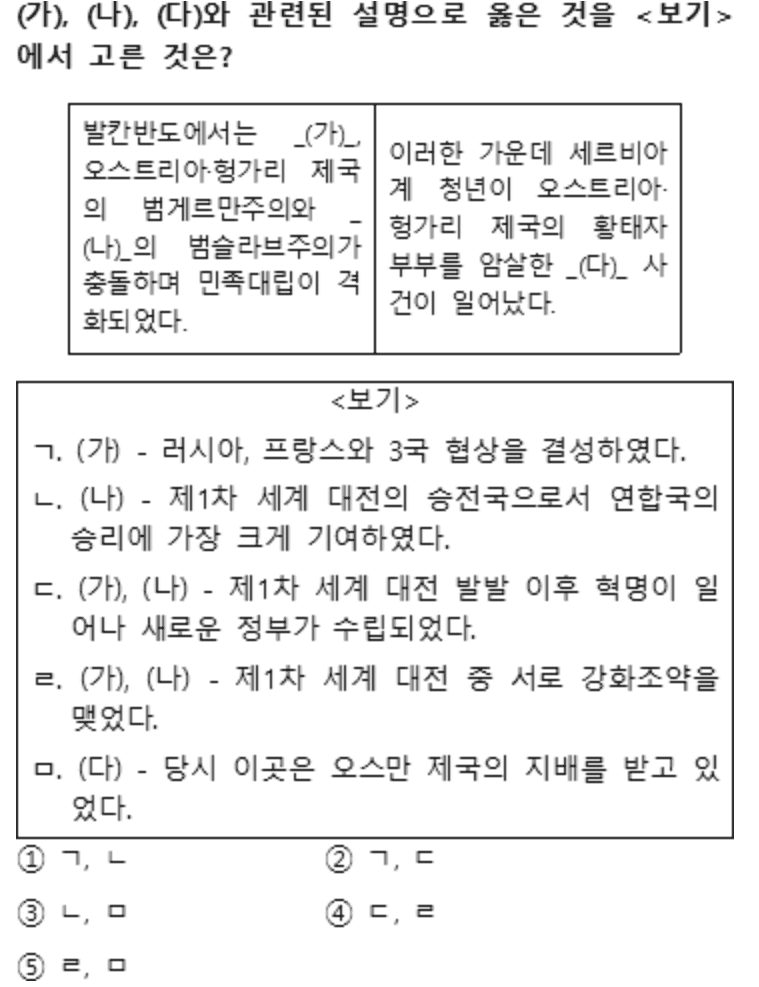 (가), (나), (다)와 관련된 설명으로 옳은 것을 <보기>
에서 고른 것은?
발칸반도에서는 _(가)_,
오스트리아·헝가리 제국
의 범게르만주의와 _
(나)_의 범슬라브주의가
충돌하며 민족대립이 격
화되었다.
이러한 가운데 세르비아
계 청년이 오스트리아·
헝가리 제국의 황태자
부부를 암살한 _(다)_ 사
건이 일어났다.
<보기>
ㄱ. (가) - 러시아, 프랑스와 3국 협상을 결성하였다.
ㄴ. (나) - 제1차 세계 대전의 승전국으로서 연합국의
승리에 가장 크게 기여하였다.
ㄷ. (가), (나) - 제1차 세계 대전 발발 이후 혁명이 일
어나 새로운 정부가 수립되었다.
ㄹ. (가), (나) - 제1차 세계 대전 중 서로 강화조약을
맺었다.
ㅁ. (다) - 당시 이곳은 오스만 제국의 지배를 받고 있
었다.
① ㄱ, ㄴ ② ㄱ, ㄷ
③ ㄴ, ㅁ ④ ㄷ, ㄹ
⑤ ㄹ, ㅁ